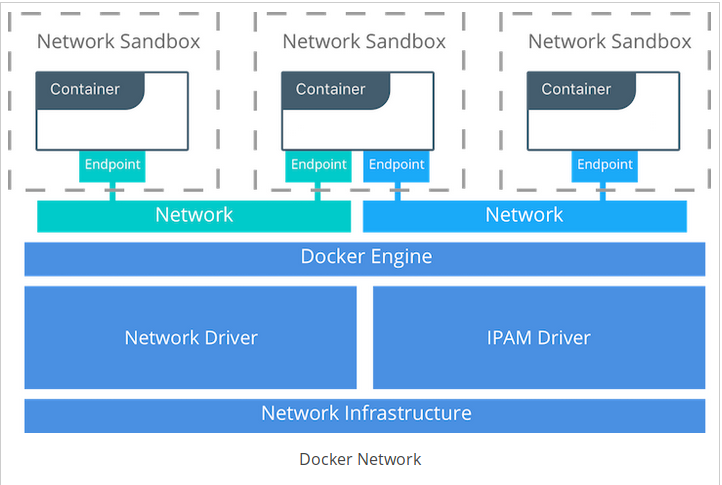 Network Sandbox
Network Sandbox
Network Sandbox
Container
Container
Container
Endpoint
Endpoint
Endpoint
Endpoint
Network
Network
Docker Engine
Network Driver
IPAM Driver
Network Infrastructure
Docker Network